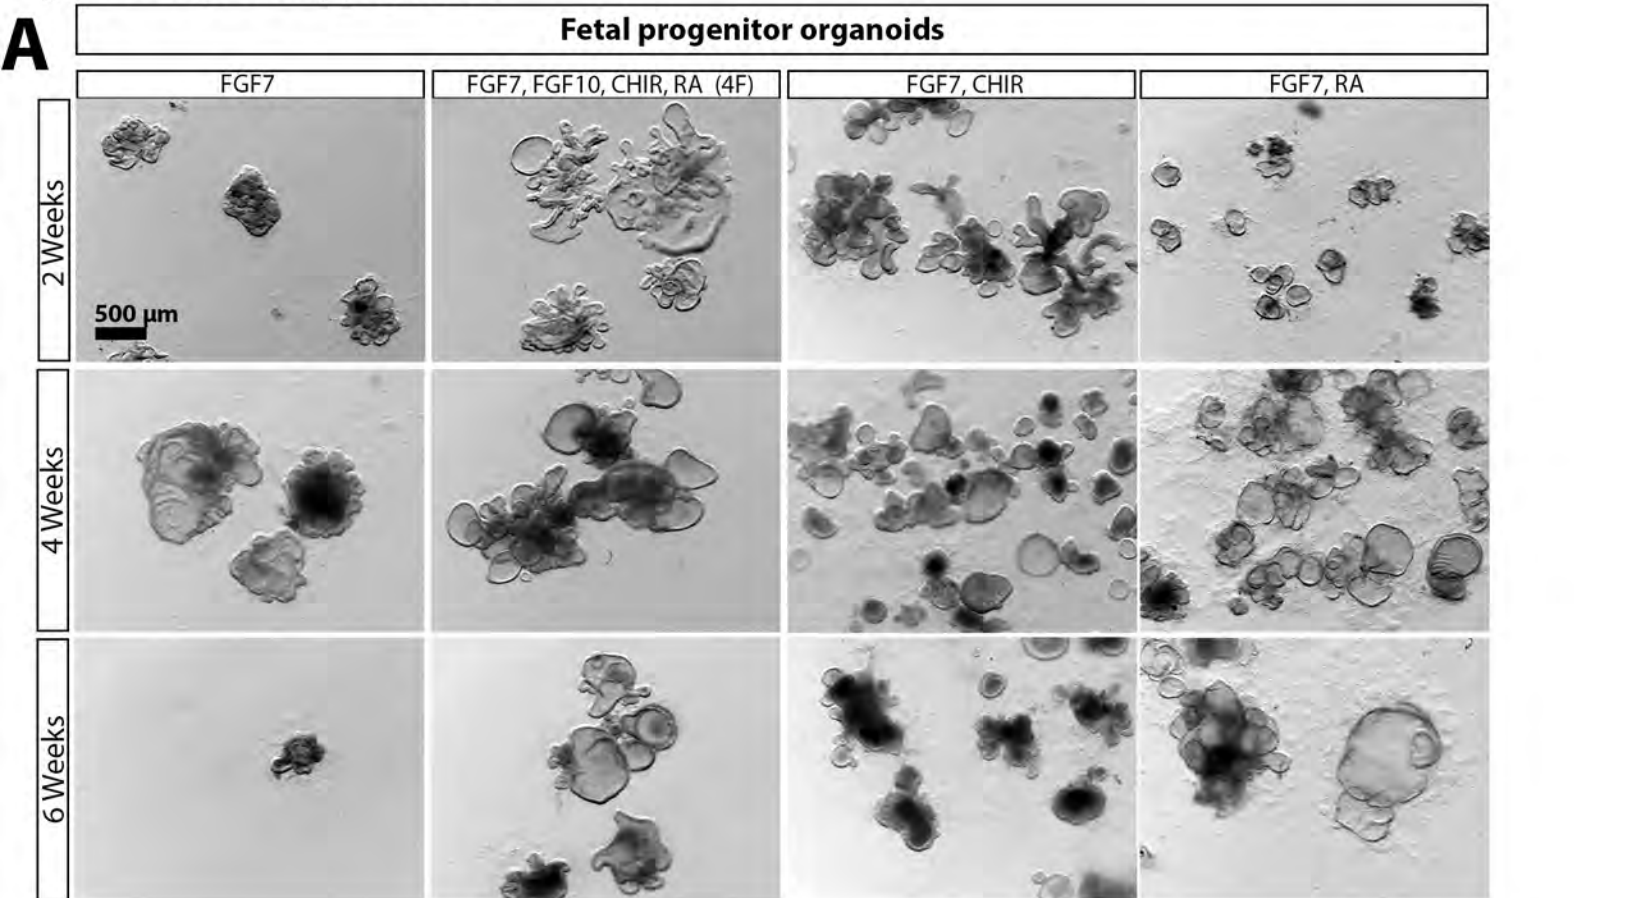 A
Fetal progenitor organoids
FGF7
FGF7, FGF10, CHIR, RA (4F)
FGF7, CHIR
FGF7, RA
2 Weeks
500 µm
4 Weeks
6 Weeks